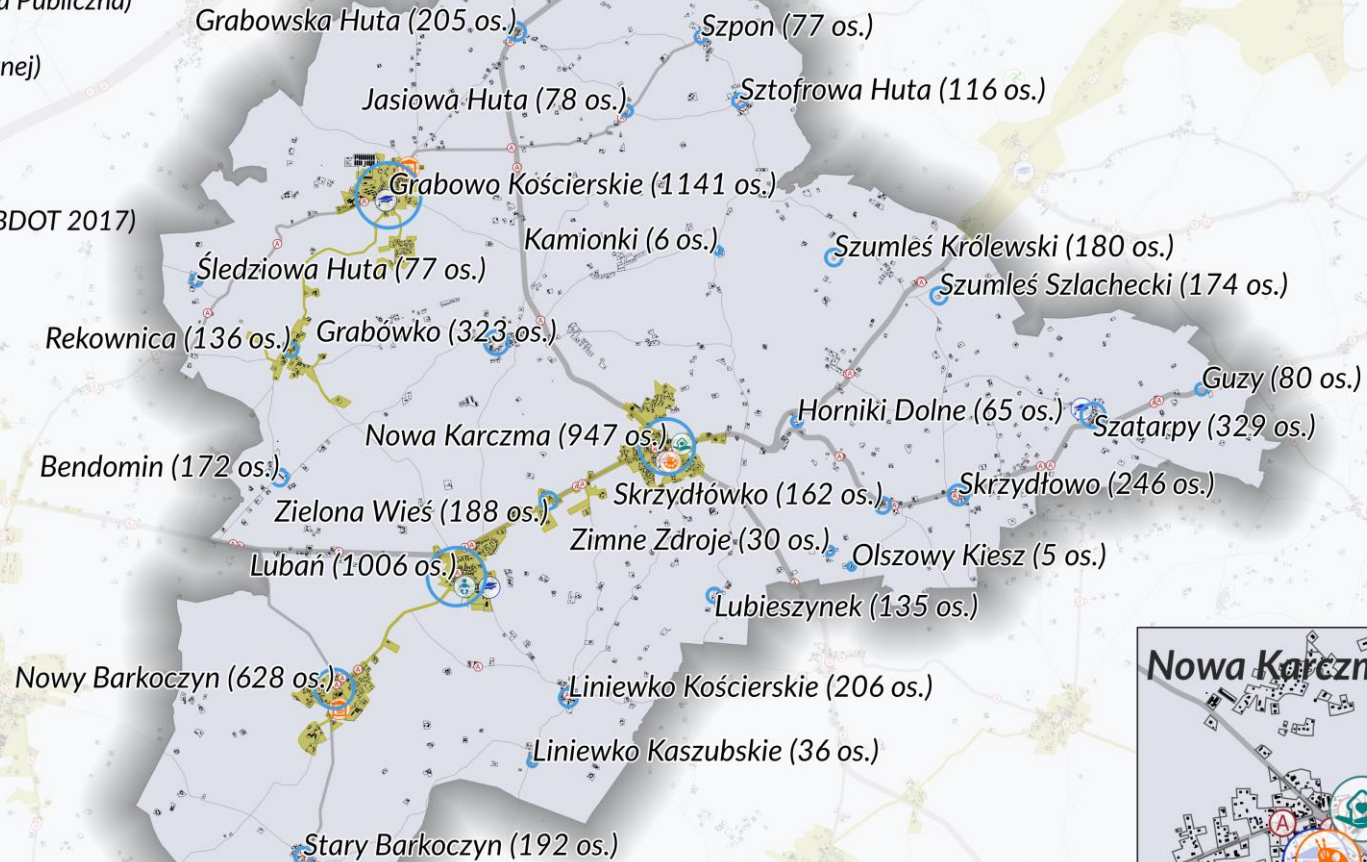 a Publiczna)
Grabowska Huta (205 os.)
Szpon (77 os.)
nej)
Jasiowa Huta (78 os.)
Sztofrowa Huta (116 os.)
Grabowo Kościerskie (1141 os.)
BDOT 2017)
Kamionki (6 os.)
Szumleś Królewski (180 os.)
Śledziowa Huta (77 os.)
Szumleś Szlachecki (174 os.)
Rekownica (136 os.)
Grabówko (323 os.)
Guzy (80 os.)
Horniki Dolne (65 os.)
Szatarpy (329 os.)
Nowa Karczma (947 os.)
Bendomin (172 os.)
Skrzydłówko (162 os.)
Skrzydłowo (246 os.)
Zielona Wieś (188 os.)
Zimne Zdroje (30 os.)
Olszowy Kiesz (5 os.)
Lubań (1006 os.)
Lubieszynek (135 os.)
Nowy Barkoczyn (628 os.)
Liniewko Kościerskie (206 os.)
Nowa Karczm
Liniewko Kaszubskie (36 os.)
A
Stary Barkoczyn (192 os.)